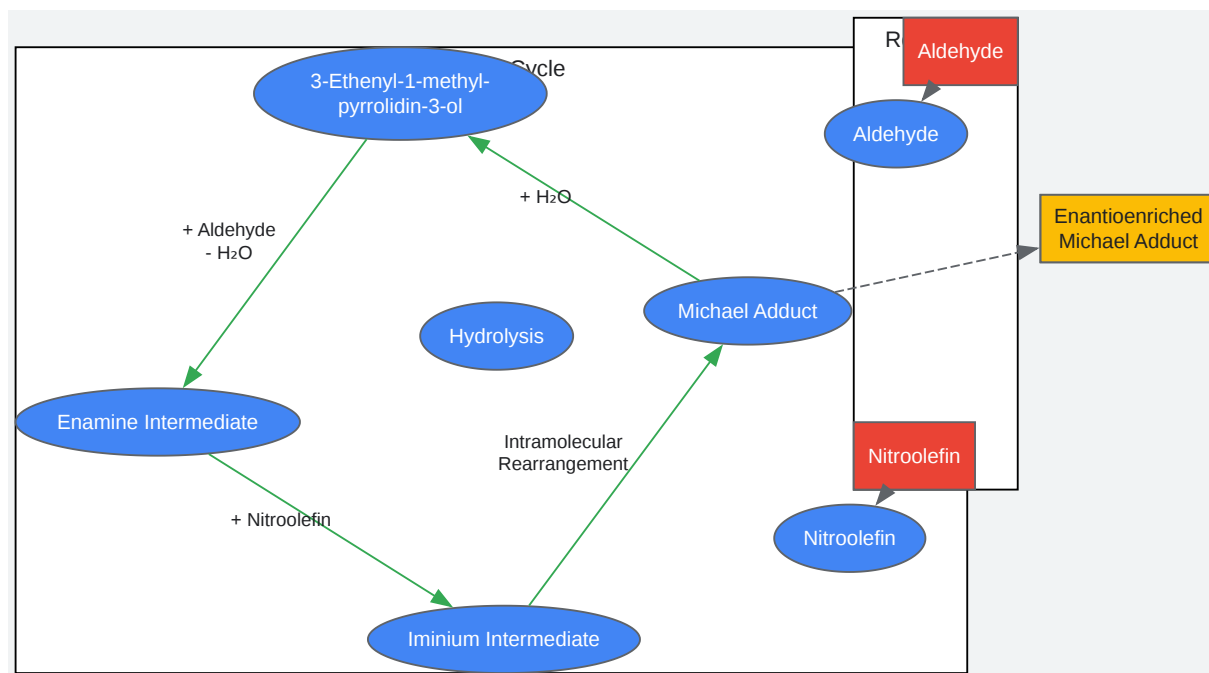 Cycle
3-Ethenyl-1-methyl-
pyrrolidin-3-ol
Aldehyde
Aldehyde
+ H₂O
+ Aldehyde
- H₂O
Enantioenriched
Michael Adduct
Michael Adduct
Hydrolysis
Enamine Intermediate
Intramolecular
Rearrangement
Nitroolefin
+ Nitroolefin
Nitroolefin
Iminium Intermediate